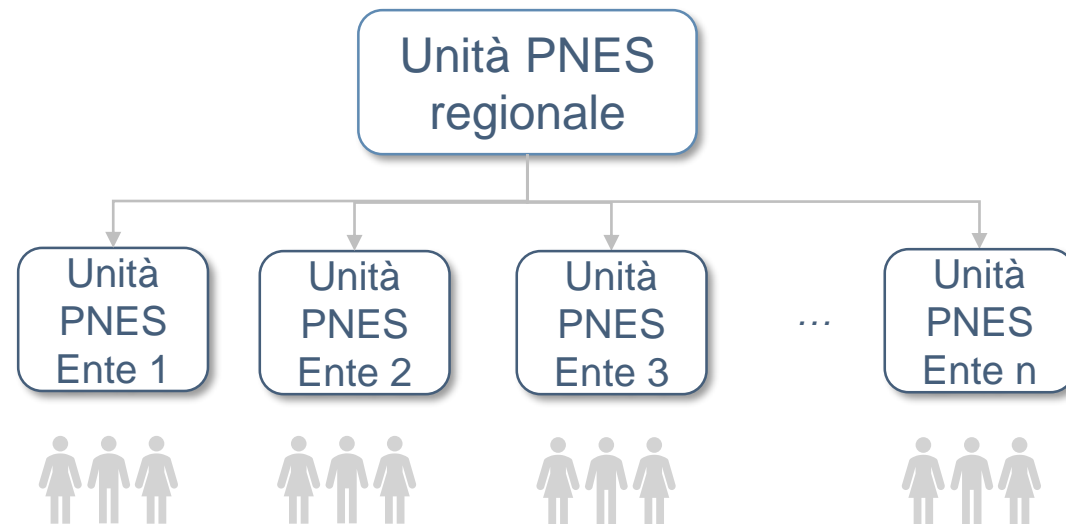 Unità PNES
regionale
Unità
PNES
Ente 1
Unità
PNES
Ente 2
Unità
PNES
Ente 3
...
Unità
PNES
Ente n